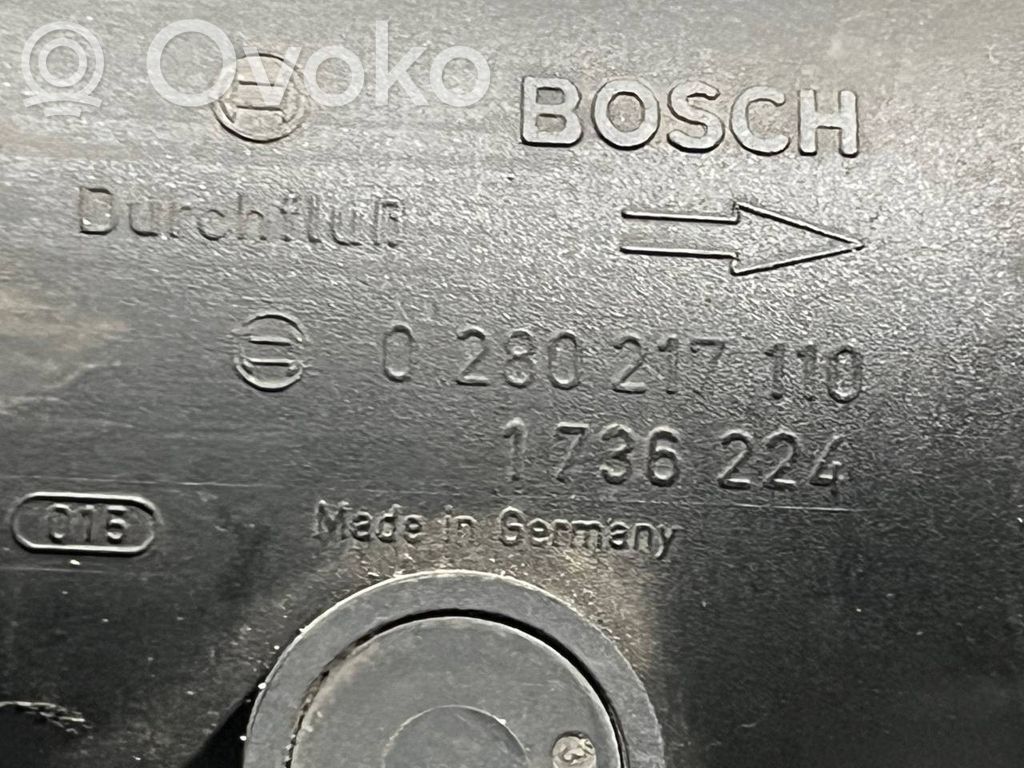 Ovoko
BOSCH
Durchfluß
0 280 217 110
1 736 224
015
Made in Germany